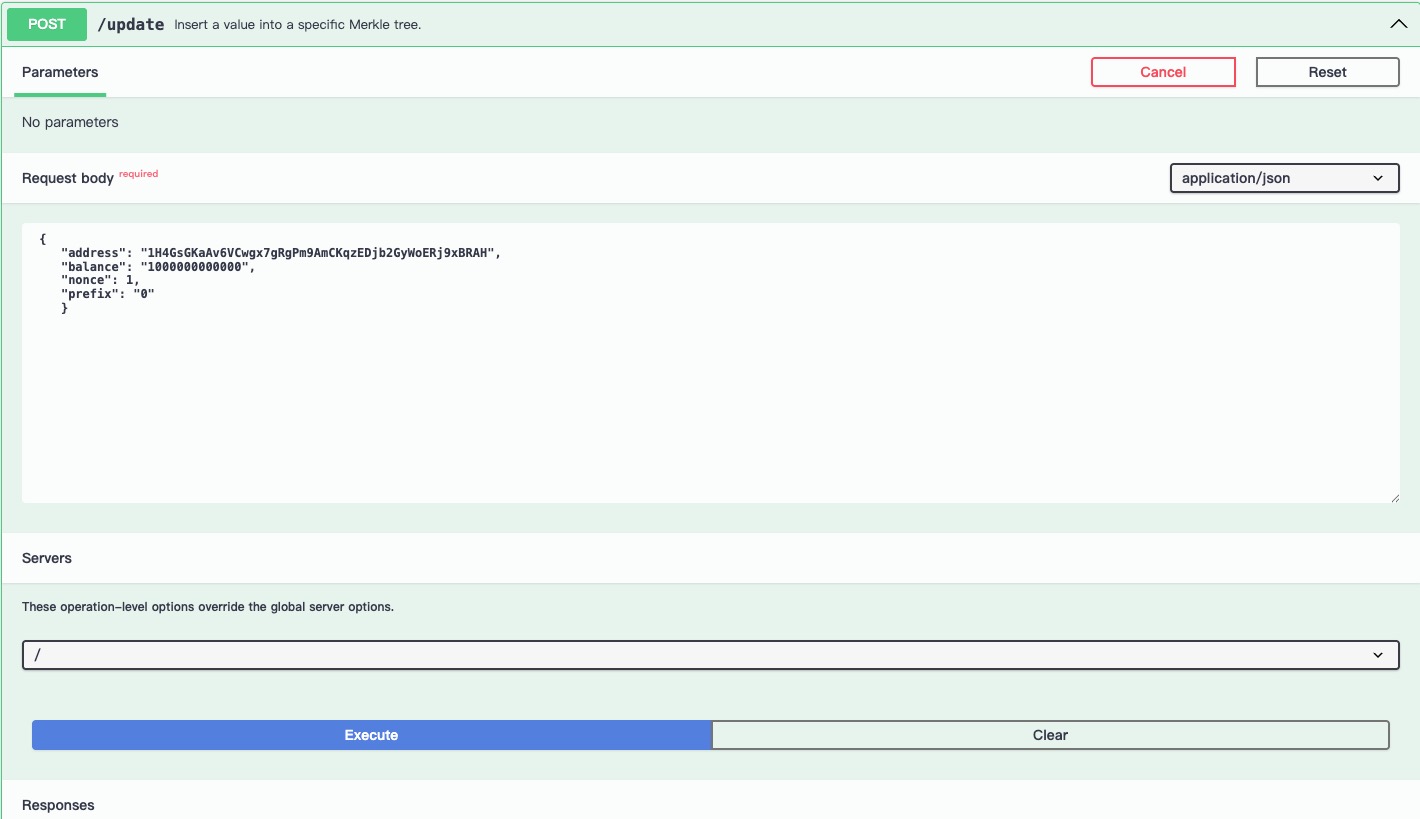 POST /update Insert a value into a specific Merkle tree.
Parameters Cancel Reset
No parameters
Request body required application/json
{
"address": "1H4GsGKaAv6VCwgx7gRgPm9AmCKqzEDjb2GyWoERj9xBRAH",
"balance": "1000000000000",
"nonce": 1,
"prefix": "0"
}
Servers
These operation-level options override the global server options.
/
Execute Clear
Responses